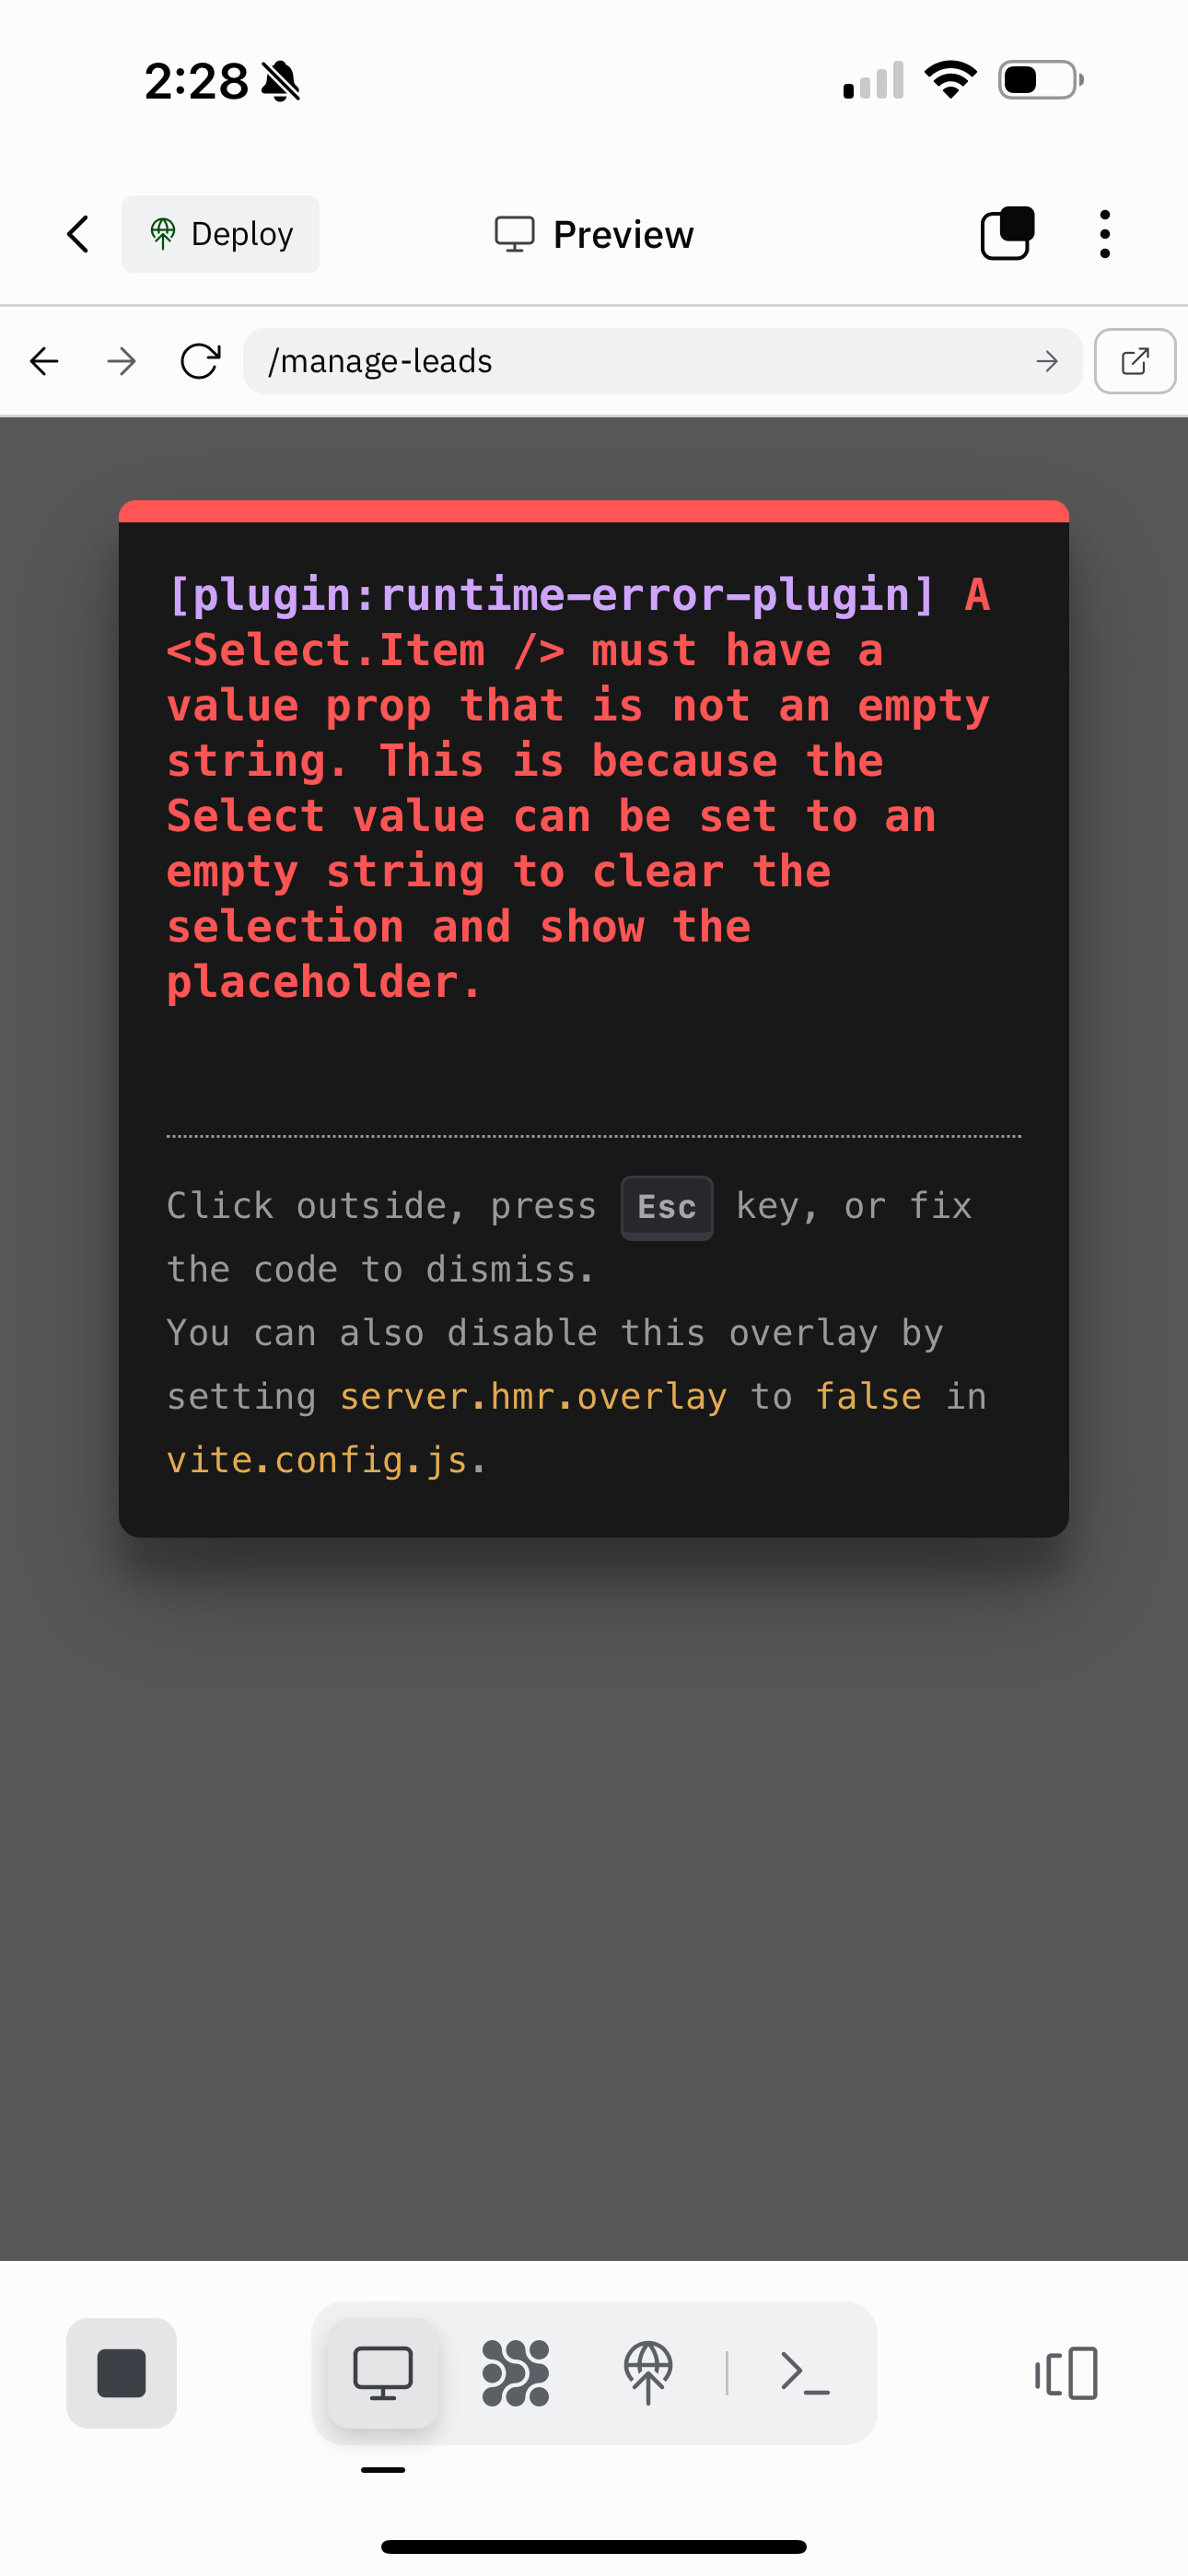 2:28
Deploy
Preview
/manage-leads
[plugin:runtime-error-plugin] A
<Select.Item /> must have a
value prop that is not an empty
string. This is because the
Select value can be set to an
empty string to clear the
selection and show the
placeholder.
Click outside, press Esc key, or fix
the code to dismiss.
You can also disable this overlay by
setting server.hmr.overlay to false in
vite.config.js.